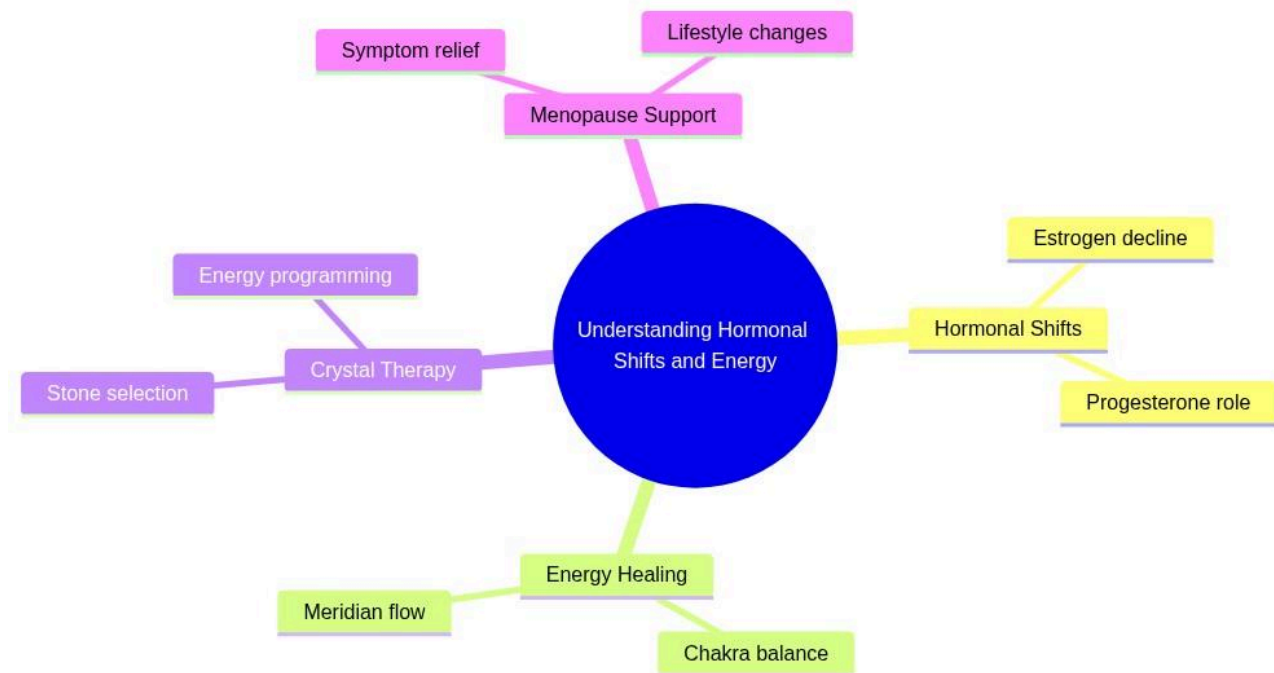 Lifestyle changes
Symptom relief
Menopause Support
Estrogen decline
Energy programming
Hormonal Shifts
Understanding Hormonal
Shifts and Energy
Crystal Therapy
Stone selection
Progesterone role
Energy Healing
Meridian flow
Chakra balance